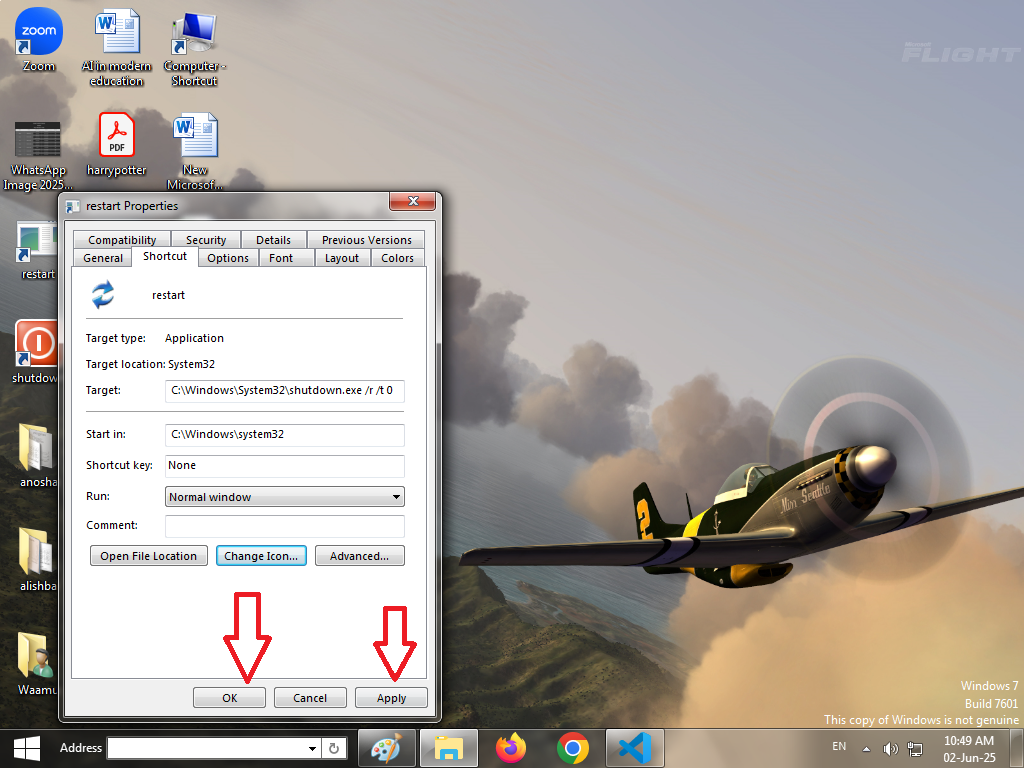 zoom
Zoom
AI in modern
education
Computer -
Shortcut
FLIGHT
WhatsApp
Image 2025...
PDF
harrypotter
W
New
Microsof...
restart
shutdow
anosha
alishba
Waamu
restart Properties
Compatibility
Security
Details
Previous Versions
General
Shortcut
Options
Font
Layout
Colors
restart
Target type: Application
Target location: System32
Target: C:\Windows\System32\shutdown.exe /r /t 0
Start in: C:\Windows\system32
Shortcut key: None
Run: Normal window
Comment:
Open File Location
Change Icon...
Advanced...
OK
Cancel
Apply
Miss Seattle
2
Windows 7
Build 7601
This copy of Windows is not genuine
Address
EN
10:49 AM
02-Jun-25